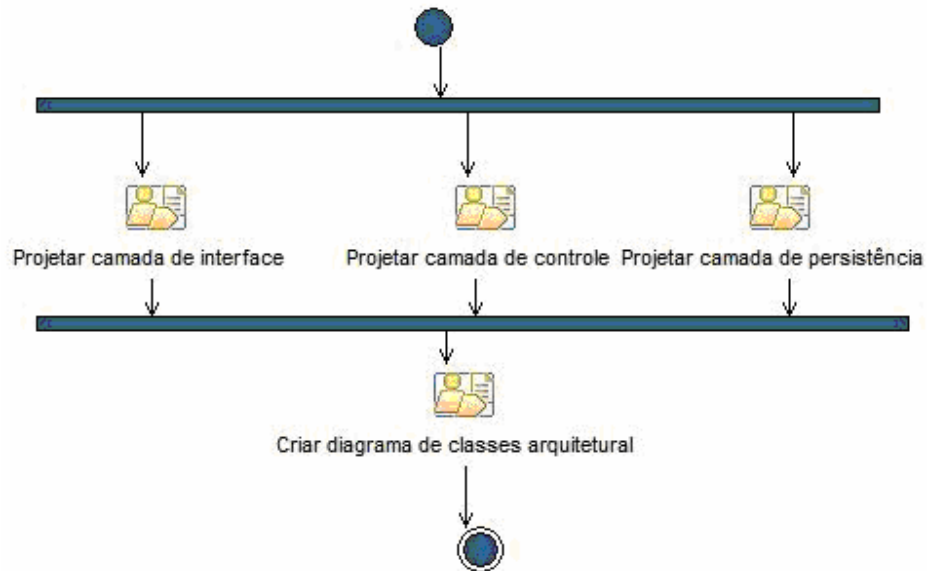 Projetar camada de interface
Projetar camada de controle
Projetar camada de persistência
Criar diagrama de classes arquitetural